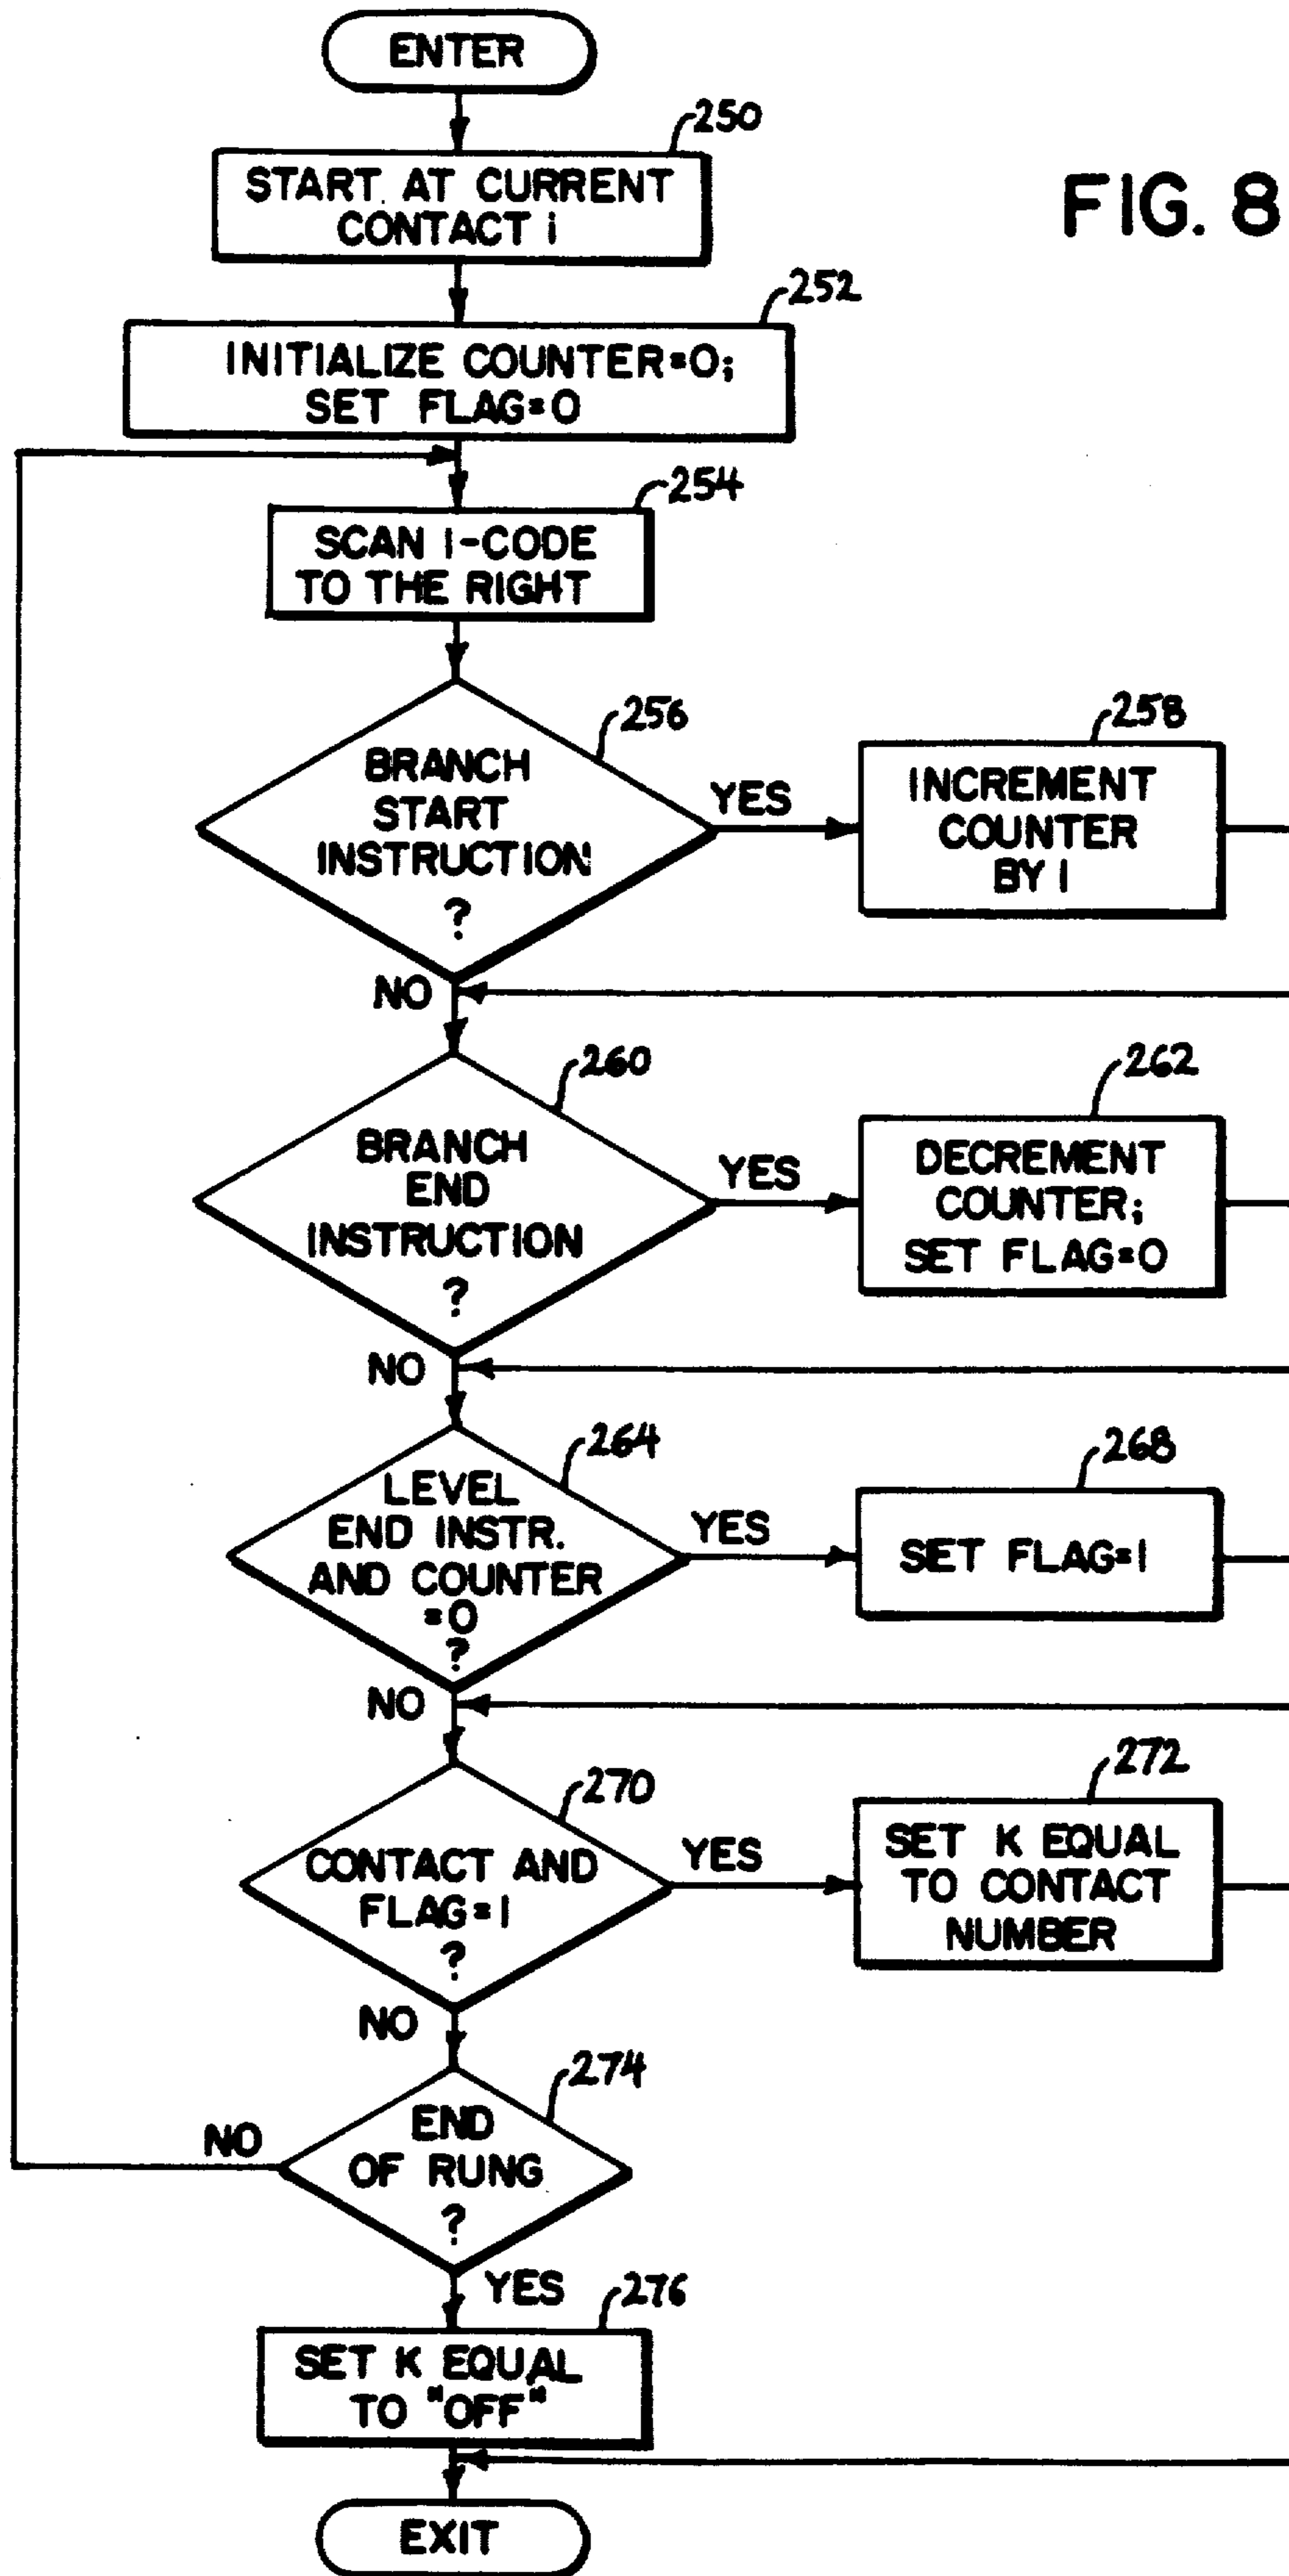 ENTER
250
START AT CURRENT
CONTACT i
FIG. 8
252
INITIALIZE COUNTER=0;
SET FLAG=0
254
SCAN I-CODE
TO THE RIGHT
256
BRANCH
START
INSTRUCTION
?
YES
258
INCREMENT
COUNTER
BY 1
NO
260
BRANCH
END
INSTRUCTION
?
YES
262
DECREMENT
COUNTER;
SET FLAG=0
NO
264
LEVEL
END INSTR.
AND COUNTER
=0
?
YES
268
SET FLAG=1
NO
270
CONTACT AND
FLAG=1
?
YES
272
SET K EQUAL
TO CONTACT
NUMBER
NO
274
END
OF RUNG
?
NO
YES
276
SET K EQUAL
TO "OFF"
EXIT